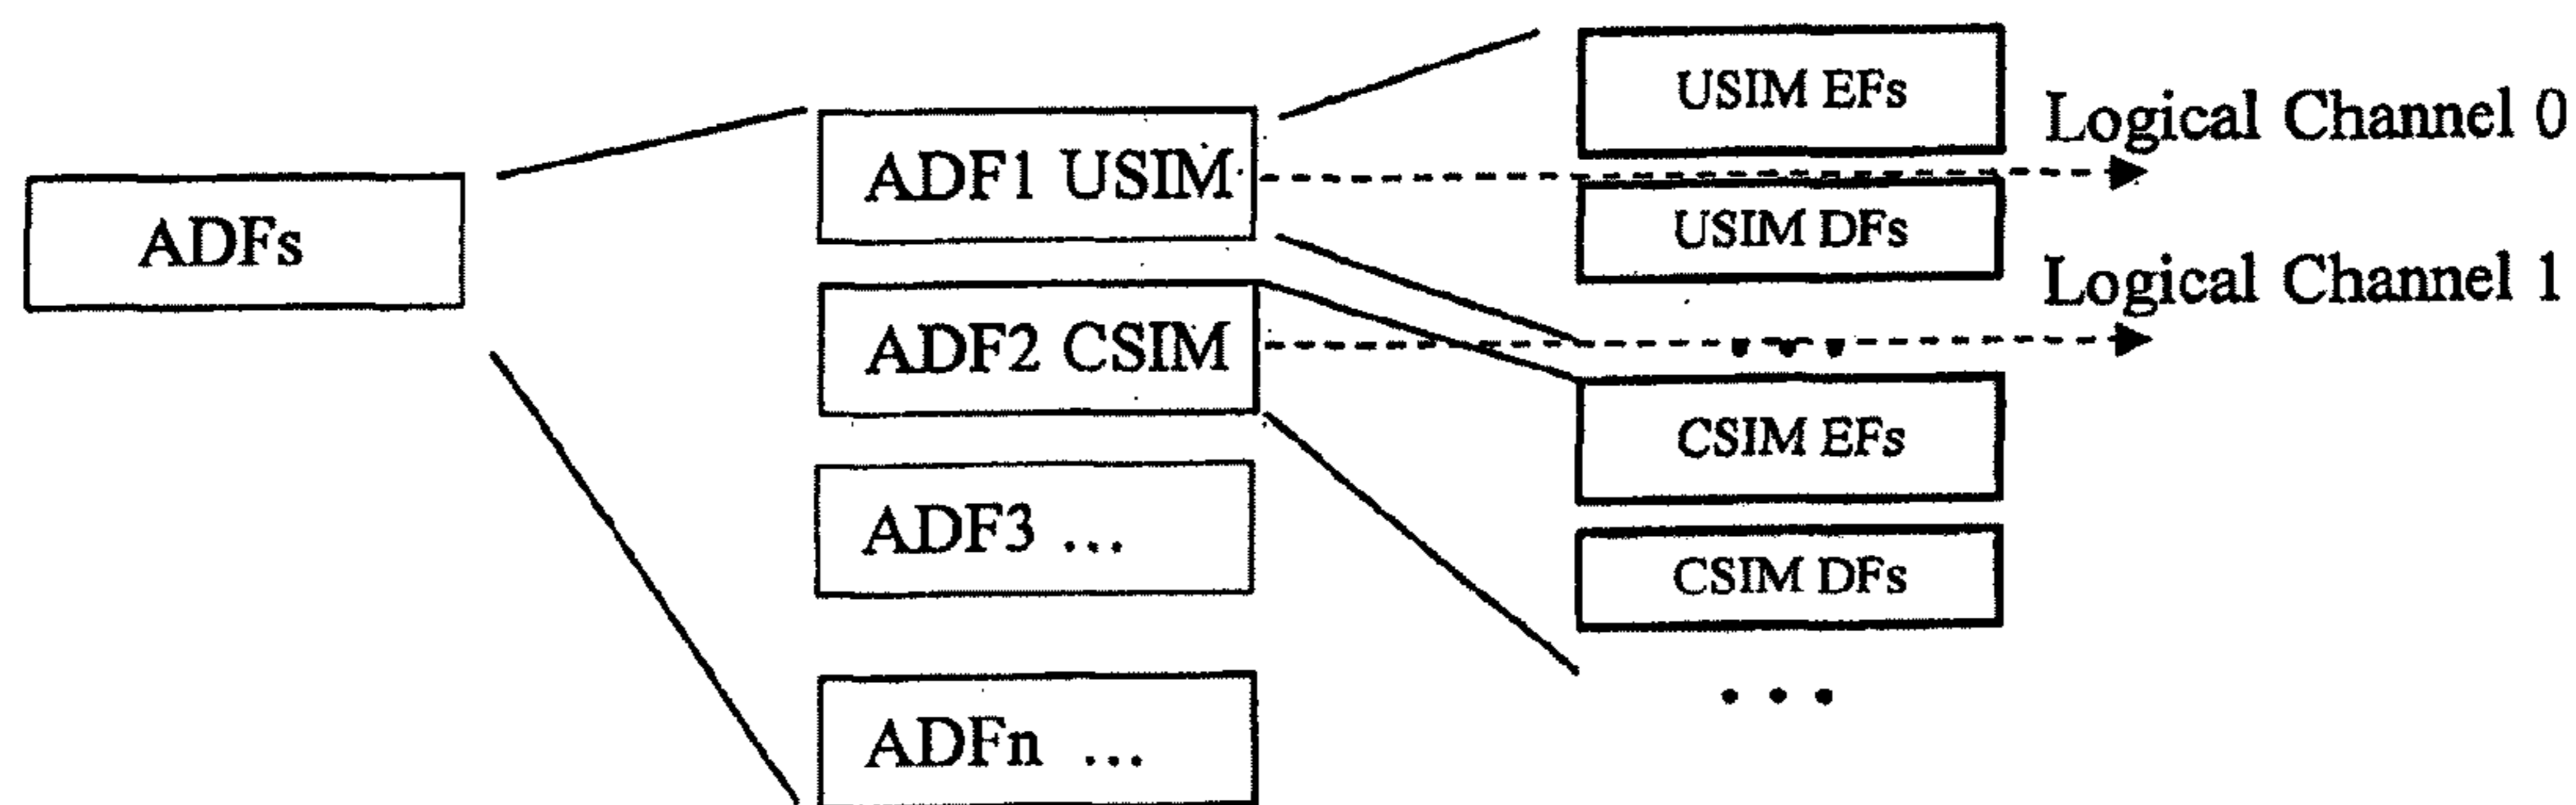 ADFs
ADF1 USIM
ADF2 CSIM
ADF3 ...
ADFn ...
USIM EFs
USIM DFs
...
CSIM EFs
CSIM DFs
...
Logical Channel 0
Logical Channel 1